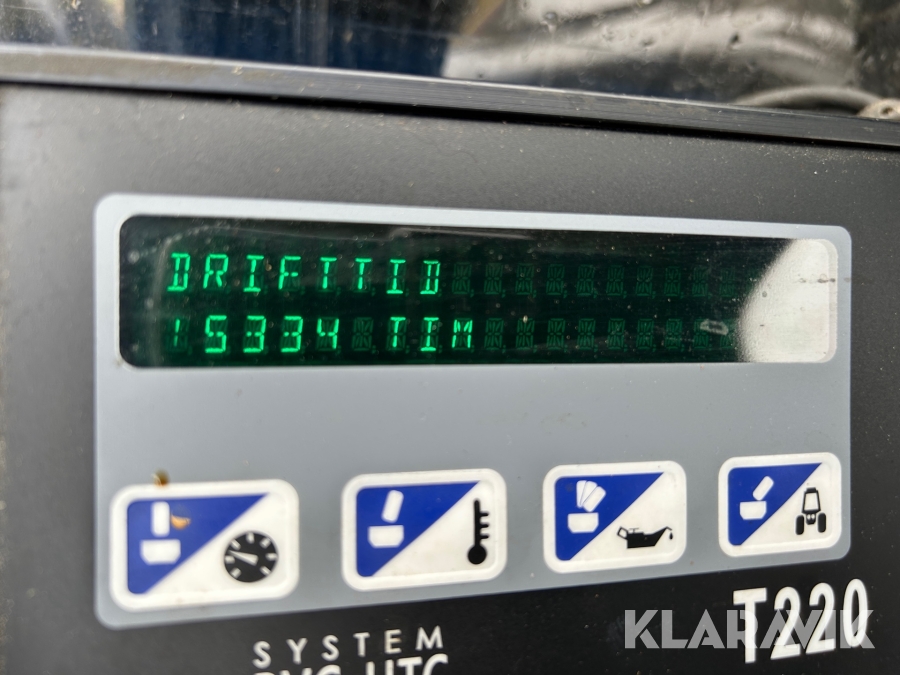 DRIFTTID
15334 TIM
T220
SYSTEM
KLARAVIK